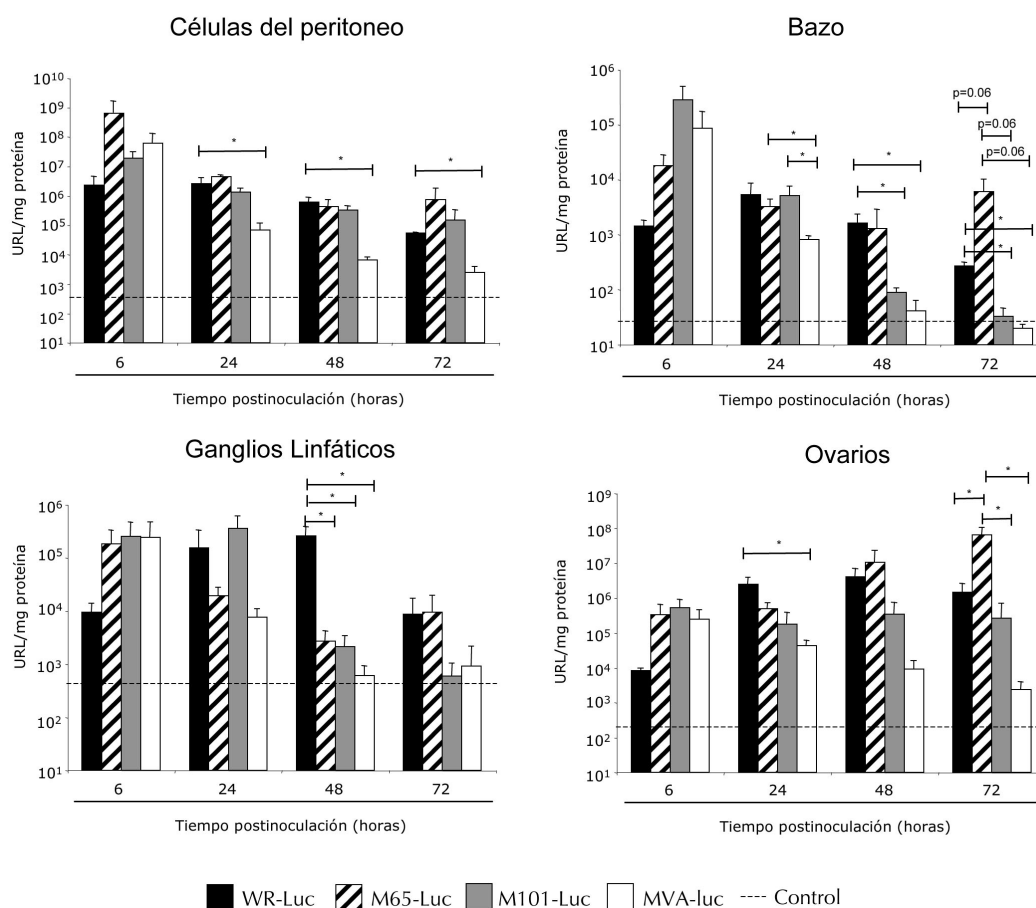 Células del peritoneo
URL/mg proteína
10¹⁰
10⁹
10⁸
10⁷
10⁶
10⁵
10⁴
10³
10²
10¹
*
*
*
6 24 48 72
Tiempo postinoculación (horas)
Bazo
URL/mg proteína
10⁶
10⁵
10⁴
10³
10²
10¹
*
*
*
*
p=0.06
p=0.06
p=0.06
*
*
6 24 48 72
Tiempo postinoculación (horas)
Ganglios Linfáticos
URL/mg proteína
10⁶
10⁵
10⁴
10³
10²
10¹
*
*
*
6 24 48 72
Tiempo postinoculación (horas)
Ovarios
URL/mg proteína
10⁹
10⁸
10⁷
10⁶
10⁵
10⁴
10³
10²
10¹
*
*
*
*
6 24 48 72
Tiempo postinoculación (horas)
WR-Luc M65-Luc M101-Luc MVA-luc Control